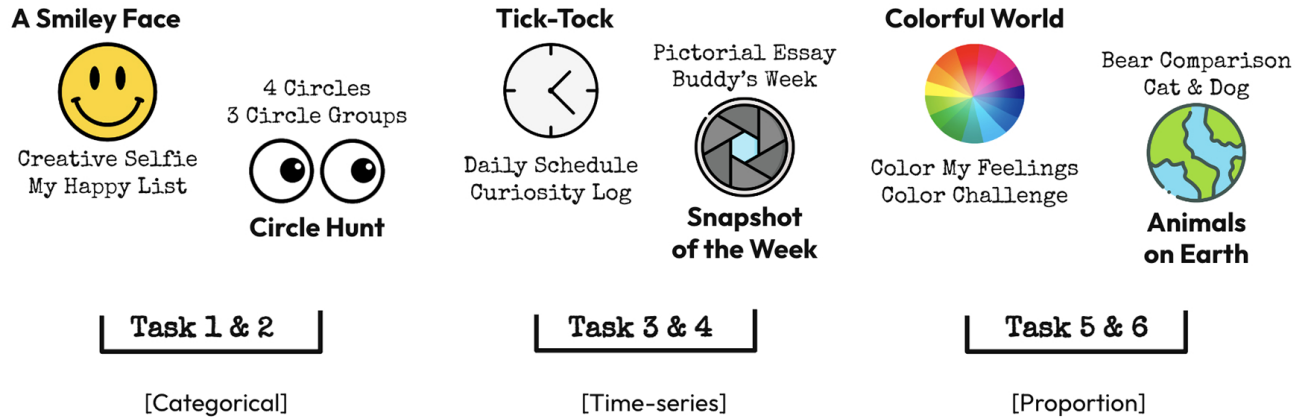 A Smiley Face
Creative Selfie
My Happy List
4 Circles
3 Circle Groups
Circle Hunt
Task 1 & 2
[Categorical]
Tick-Tock
Daily Schedule
Curiosity Log
Pictorial Essay
Buddy's Week
Snapshot
of the Week
Task 3 & 4
[Time-series]
Colorful World
Color My Feelings
Color Challenge
Bear Comparison
Cat & Dog
Animals
on Earth
Task 5 & 6
[Proportion]